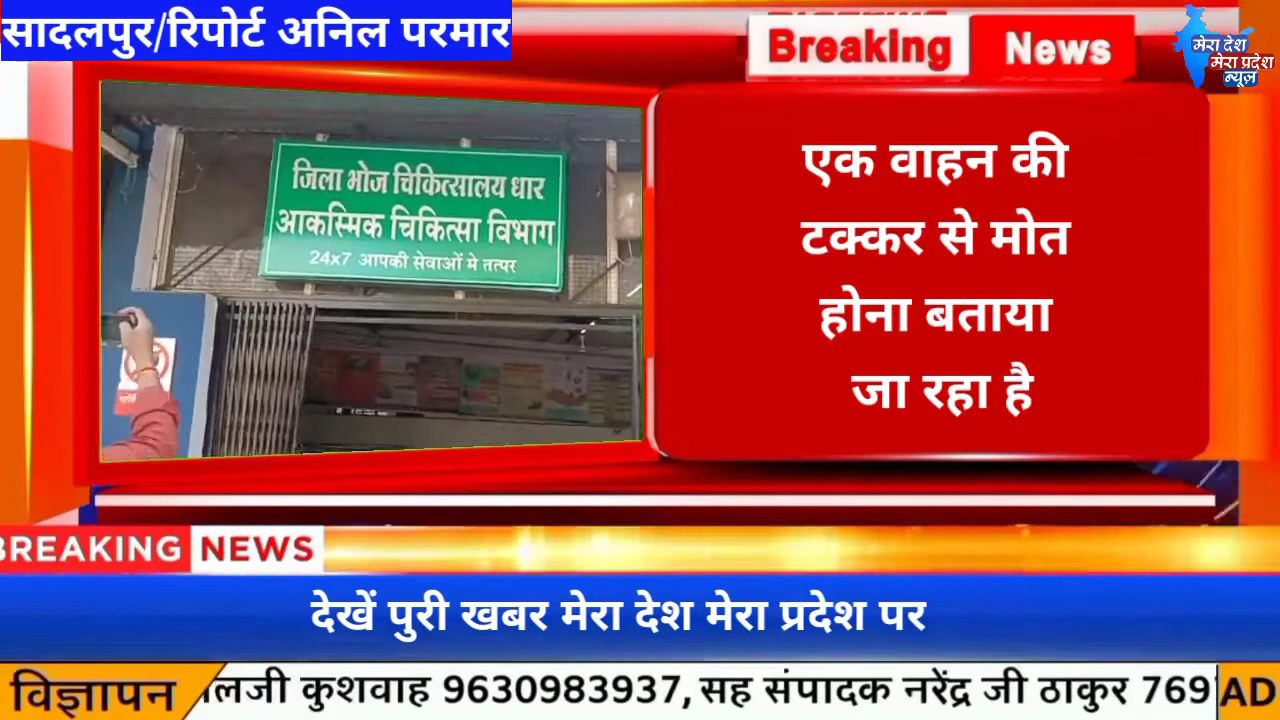 सादलपुर/रिपोर्ट अनिल परमार
Breaking News
मेरा देश
मेरा प्रदेश
न्यूज़
जिला भोज चिकित्सालय धार
आकस्मिक चिकित्सा विभाग
24x7 आपकी सेवाओं मे तत्पर
एक वाहन की
टक्कर से मोत
होना बताया
जा रहा है
BREAKING NEWS
देखें पुरी खबर मेरा देश मेरा प्रदेश पर
विज्ञापन लजी कुशवाह 9630983937, सह संपादक नरेंद्र जी ठाकुर 769 AD